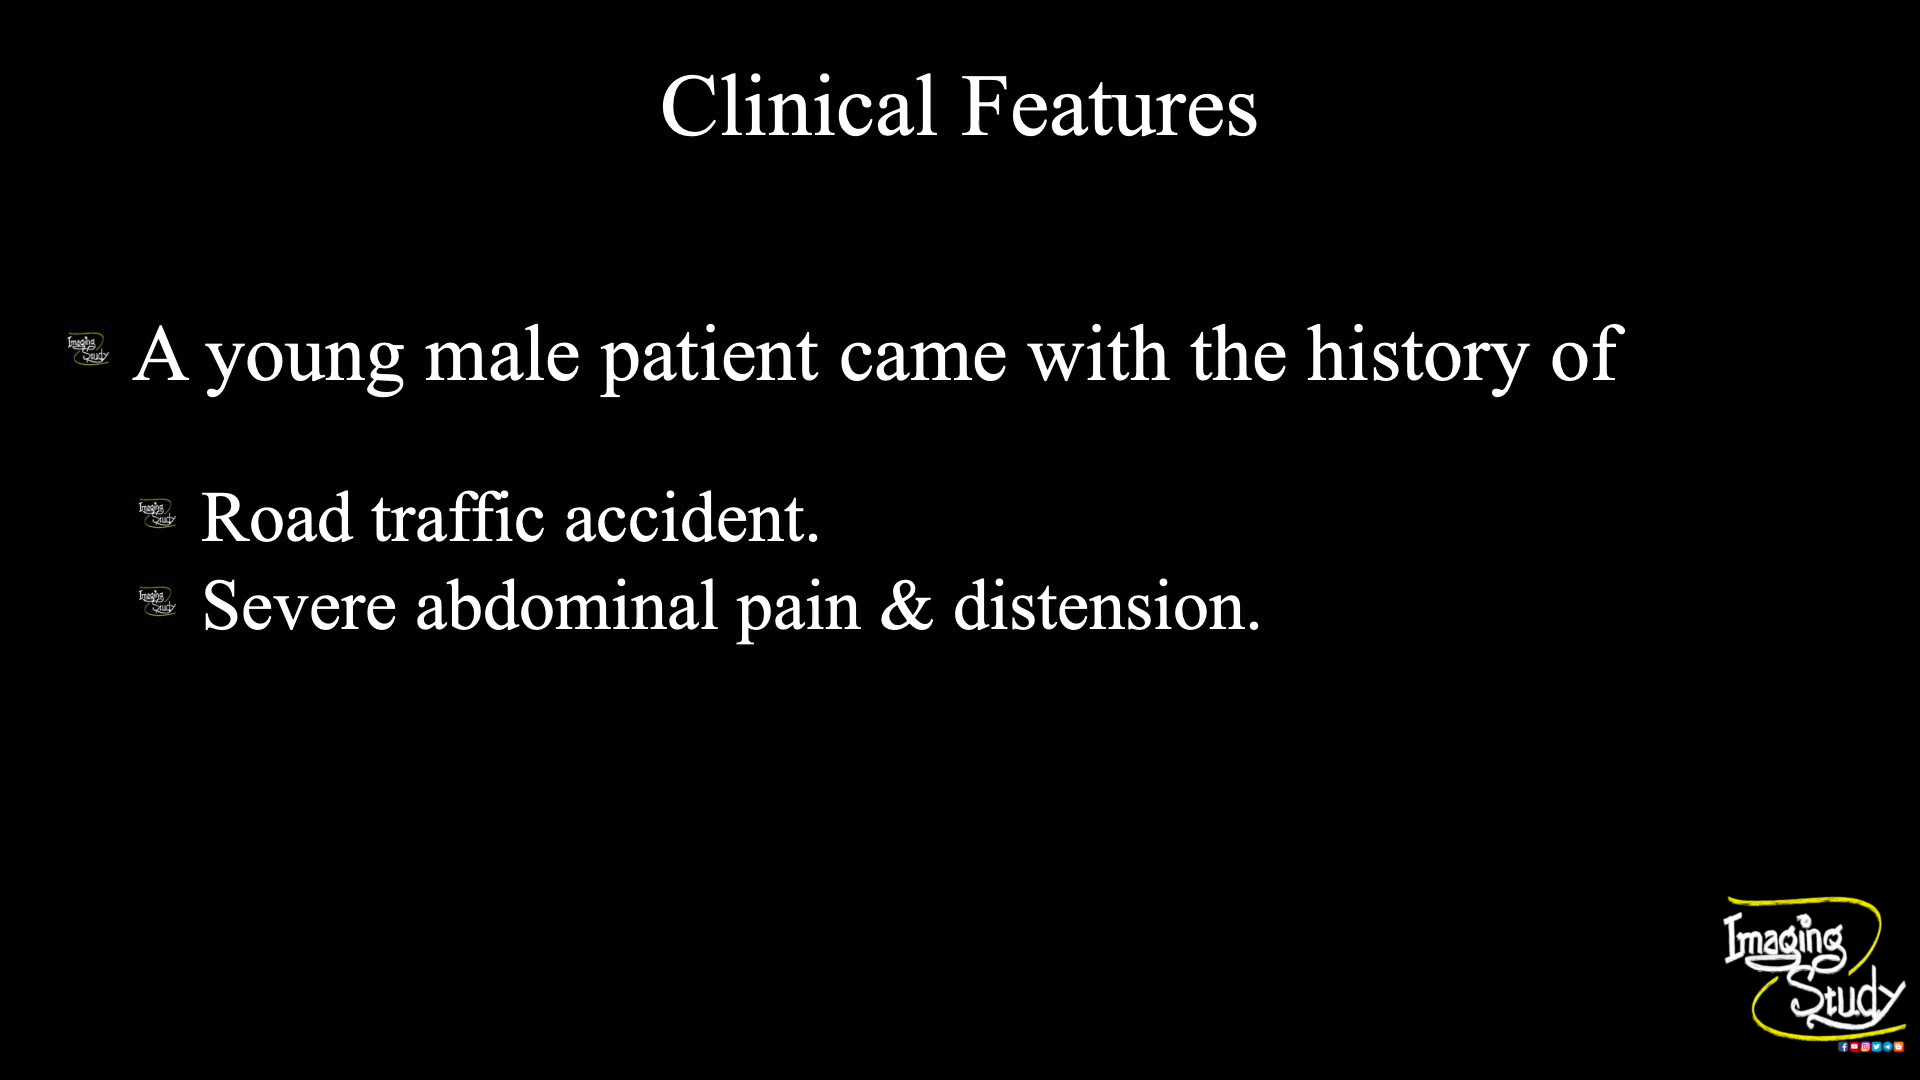 Clinical Features
A young male patient came with the history of
Road traffic accident.
Severe abdominal pain & distension.
Imaging
Study